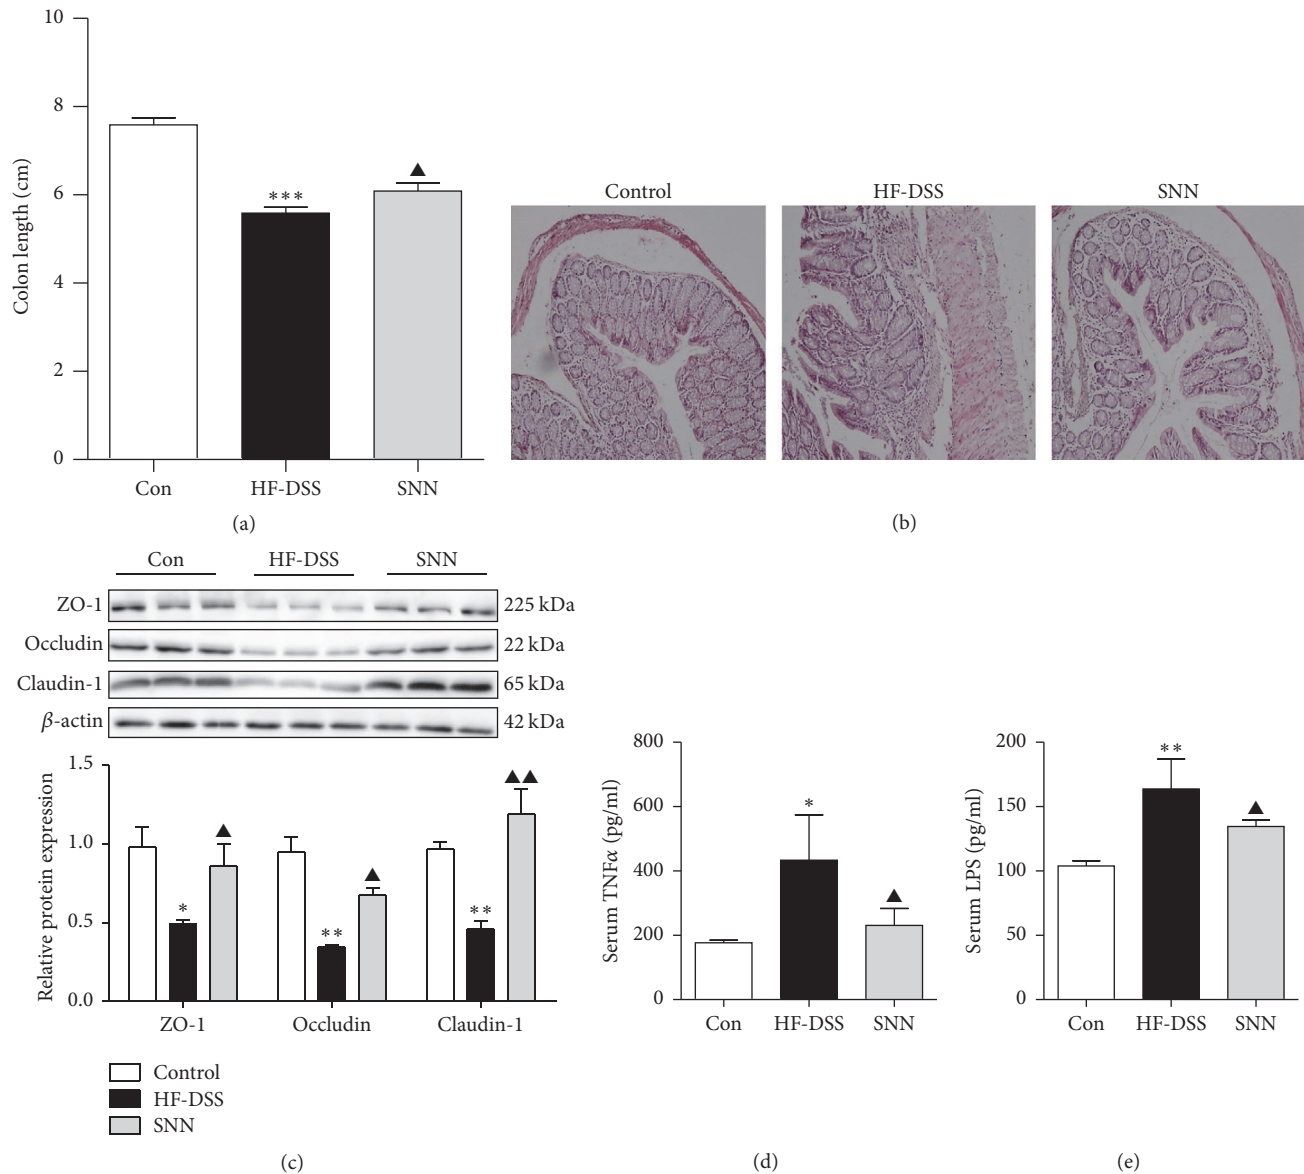 10
8
6
4
2
0
Colon length (cm)
***
▲
Con HF-DSS SNN
(a)
Control HF-DSS SNN
(b)
Con HF-DSS SNN
ZO-1 225 kDa
Occludin 22 kDa
Claudin-1 65 kDa
β-actin 42 kDa
1.5
1.0
0.5
0.0
Relative protein expression
* ▲ ** ▲ ** ▲▲
ZO-1 Occludin Claudin-1
Control
HF-DSS
SNN
(c)
800
600
400
200
0
Serum TNFα (pg/ml)
*
▲
Con HF-DSS SNN
(d)
200
150
100
50
0
Serum LPS (pg/ml)
**
▲
Con HF-DSS SNN
(e)